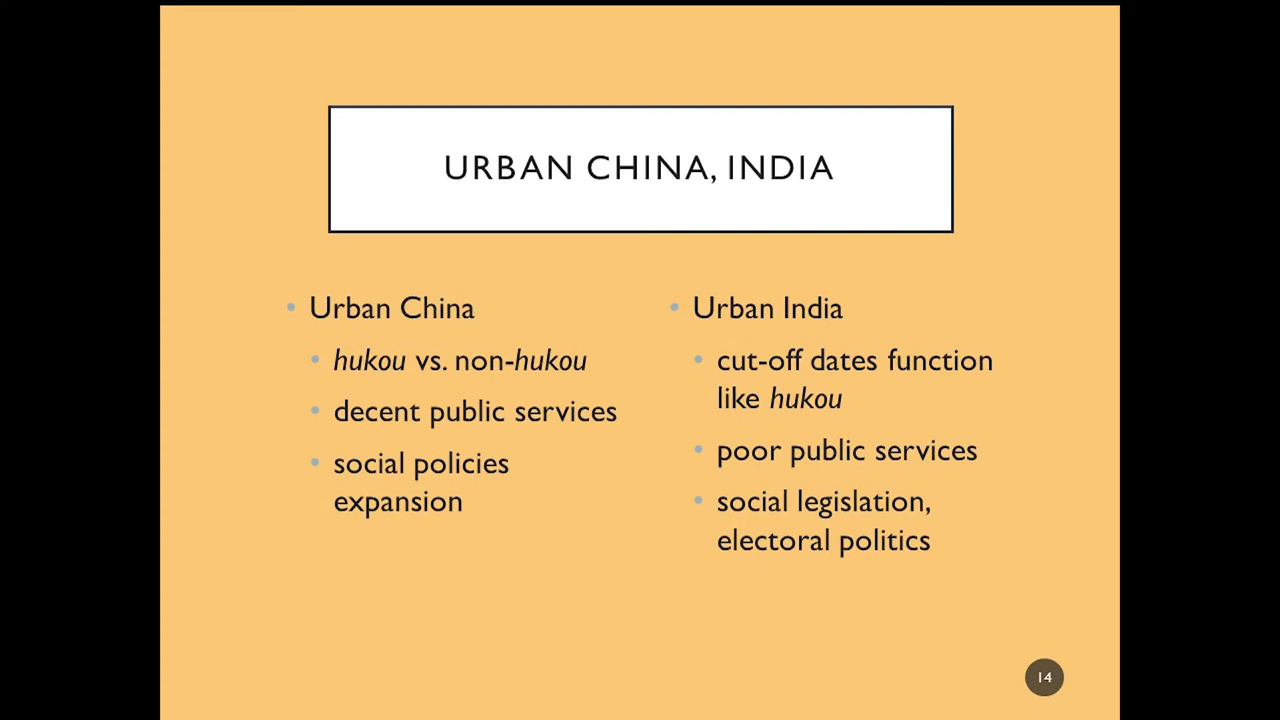 URBAN CHINA, INDIA
• Urban China
• hukou vs. non-hukou
• decent public services
• social policies
expansion
• Urban India
• cut-off dates function
like hukou
• poor public services
• social legislation,
electoral politics
14